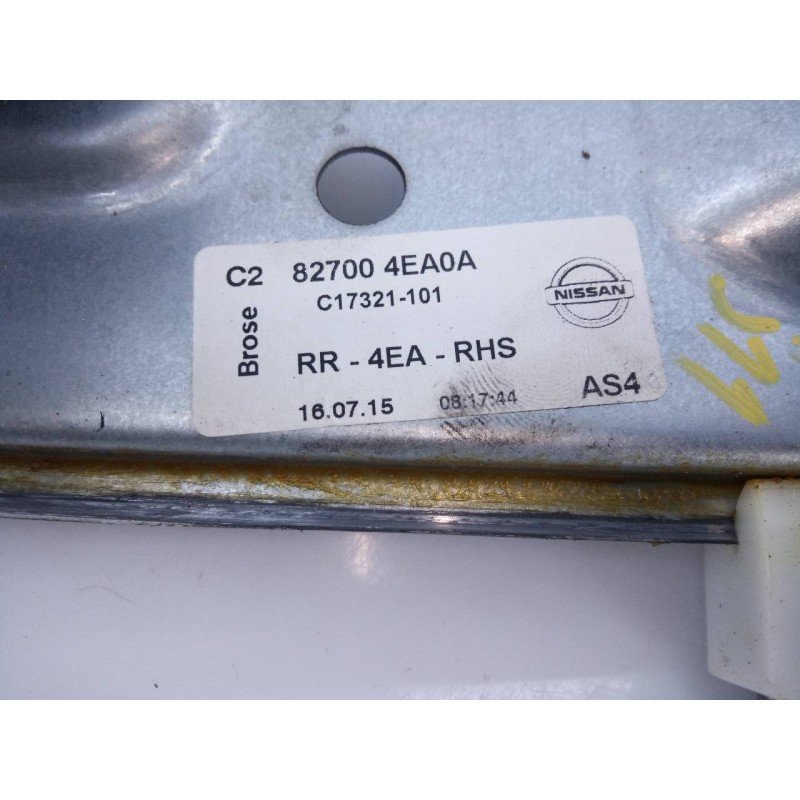 C2 82700 4EA0A
C17321-101
Brose
NISSAN
RR - 4EA - RHS
16.07.15 08:17:44 AS4